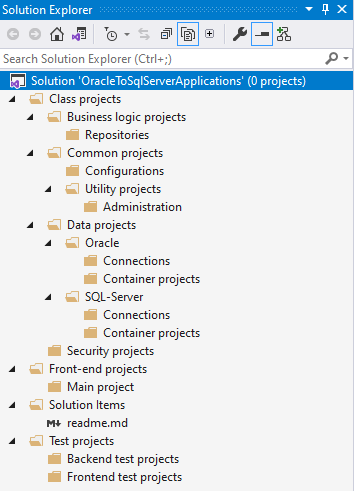 Solution Explorer
Search Solution Explorer (Ctrl+;)
Solution 'OracleToSqlServerApplications' (0 projects)
Class projects
Business logic projects
Repositories
Common projects
Configurations
Utility projects
Administration
Data projects
Oracle
Connections
Container projects
SQL-Server
Connections
Container projects
Security projects
Front-end projects
Main project
Solution Items
readme.md
Test projects
Backend test projects
Frontend test projects